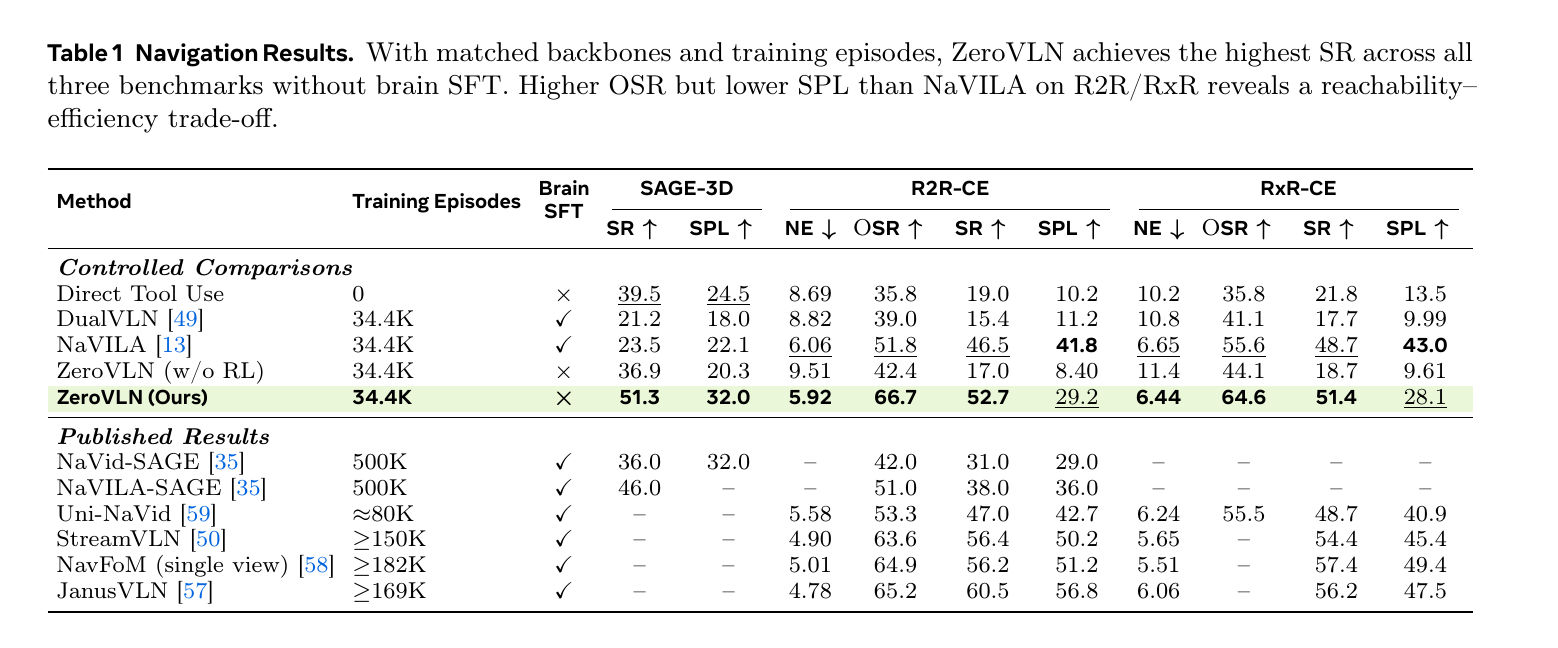 Table 1 Navigation Results. With matched backbones and training episodes, ZeroVLN achieves the highest SR across all
three benchmarks without brain SFT. Higher OSR but lower SPL than NaVILA on R2R/RxR reveals a reachability–
efficiency trade-off.
Method Training Episodes Brain SFT SAGE-3D R2R-CE RxR-CE
SR ↑ SPL ↑ NE ↓ OSR ↑ SR ↑ SPL ↑ NE ↓ OSR ↑ SR ↑ SPL ↑
Controlled Comparisons
Direct Tool Use 0 × 39.5 24.5 8.69 35.8 19.0 10.2 10.2 35.8 21.8 13.5
DualVLN [49] 34.4K ✓ 21.2 18.0 8.82 39.0 15.4 11.2 10.8 41.1 17.7 9.99
NaVILA [13] 34.4K ✓ 23.5 22.1 6.06 51.8 46.5 41.8 6.65 55.6 48.7 43.0
ZeroVLN (w/o RL) 34.4K × 36.9 20.3 9.51 42.4 17.0 8.40 11.4 44.1 18.7 9.61
ZeroVLN (Ours) 34.4K × 51.3 32.0 5.92 66.7 52.7 29.2 6.44 64.6 51.4 28.1
Published Results
NaVid-SAGE [35] 500K ✓ 36.0 32.0 – 42.0 31.0 29.0 – – – –
NaVILA-SAGE [35] 500K ✓ 46.0 – – 51.0 38.0 36.0 – – – –
Uni-NaVid [59] ≈80K ✓ – – 5.58 53.3 47.0 42.7 6.24 55.5 48.7 40.9
StreamVLN [50] ≥150K ✓ – – 4.90 63.6 56.4 50.2 5.65 – 54.4 45.4
NavFoM (single view) [58] ≥182K ✓ – – 5.01 64.9 56.2 51.2 5.51 – 57.4 49.4
JanusVLN [57] ≥169K ✓ – – 4.78 65.2 60.5 56.8 6.06 – 56.2 47.5